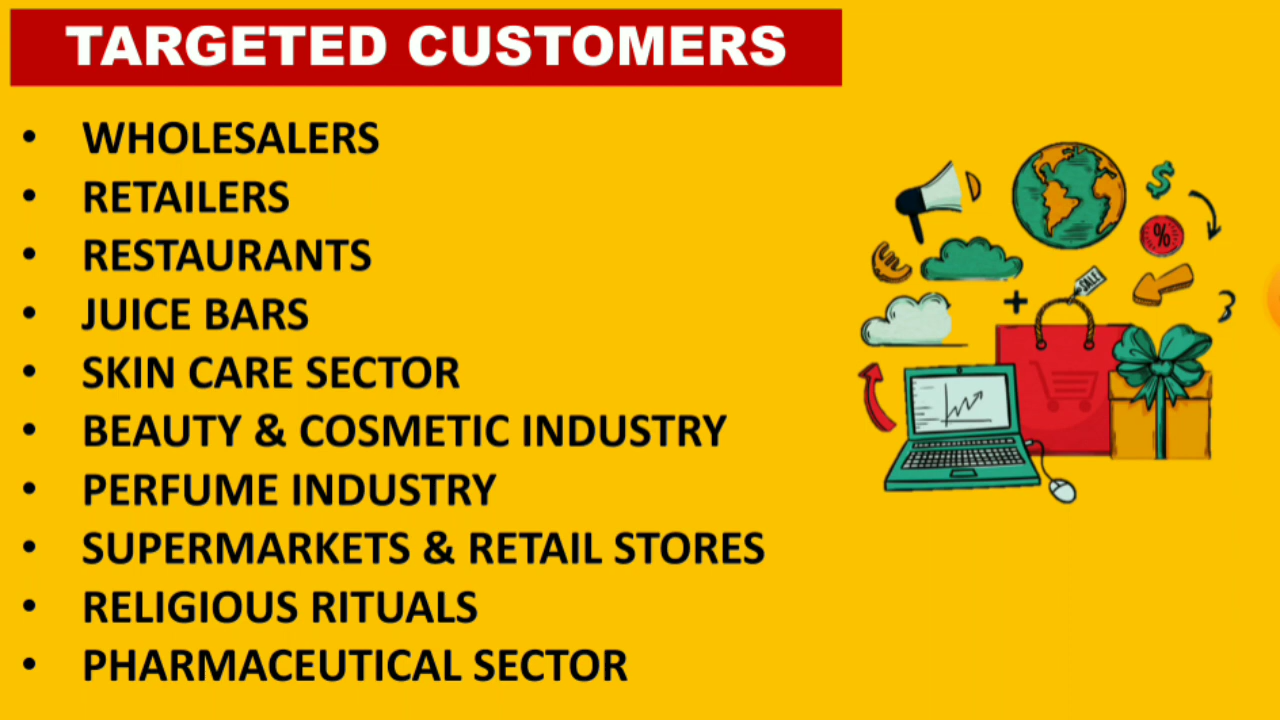 TARGETED CUSTOMERS
• WHOLESALERS
• RETAILERS
• RESTAURANTS
• JUICE BARS
• SKIN CARE SECTOR
• BEAUTY & COSMETIC INDUSTRY
• PERFUME INDUSTRY
• SUPERMARKETS & RETAIL STORES
• RELIGIOUS RITUALS
• PHARMACEUTICAL SECTOR
$
%
SALE
+